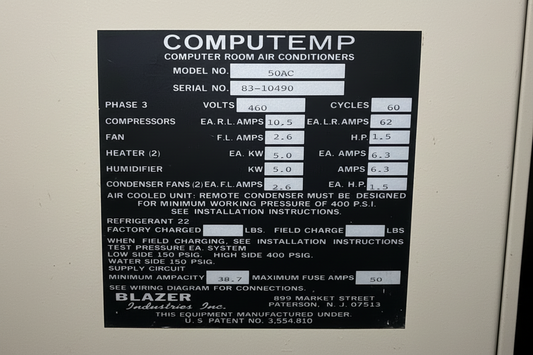 COMPUTEMP
COMPUTER ROOM AIR CONDITIONERS
MODEL NO. 50AC
SERIAL NO. 83-10490
PHASE 3 VOLTS 460 CYCLES 60
COMPRESSORS EA. R.L. AMPS 10.5 EA. L.R. AMPS 62
FAN F.L. AMPS 2.6 H.P. 1.5
HEATER (2) EA. KW 5.0 EA. AMPS 6.3
HUMIDIFIER KW 5.0 AMPS 6.3
CONDENSER FANS (2) EA. F.L. AMPS 2.6 EA. H.P. 1.5
AIR COOLED UNIT: REMOTE CONDENSER MUST BE DESIGNED
FOR MINIMUM WORKING PRESSURE OF 400 P.S.I.
SEE INSTALLATION INSTRUCTIONS.
REFRIGERANT 22
FACTORY CHARGED LBS. FIELD CHARGE LBS
WHEN FIELD CHARGING, SEE INSTALLATION INSTRUCTIONS
TEST PRESSURE EA. SYSTEM
LOW SIDE 150 PSIG. HIGH SIDE 400 PSIG.
WATER SIDE 150 PSIG.
SUPPLY CIRCUIT
MINIMUM AMPACITY 38.7 MAXIMUM FUSE AMPS 50
SEE WIRING DIAGRAM FOR CONNECTIONS.
BLAZER 899 MARKET STREET
Industries Inc. PATERSON, N. J. 07513
THIS EQUIPMENT MANUFACTURED UNDER.
U. S PATENT NO. 3,554.810